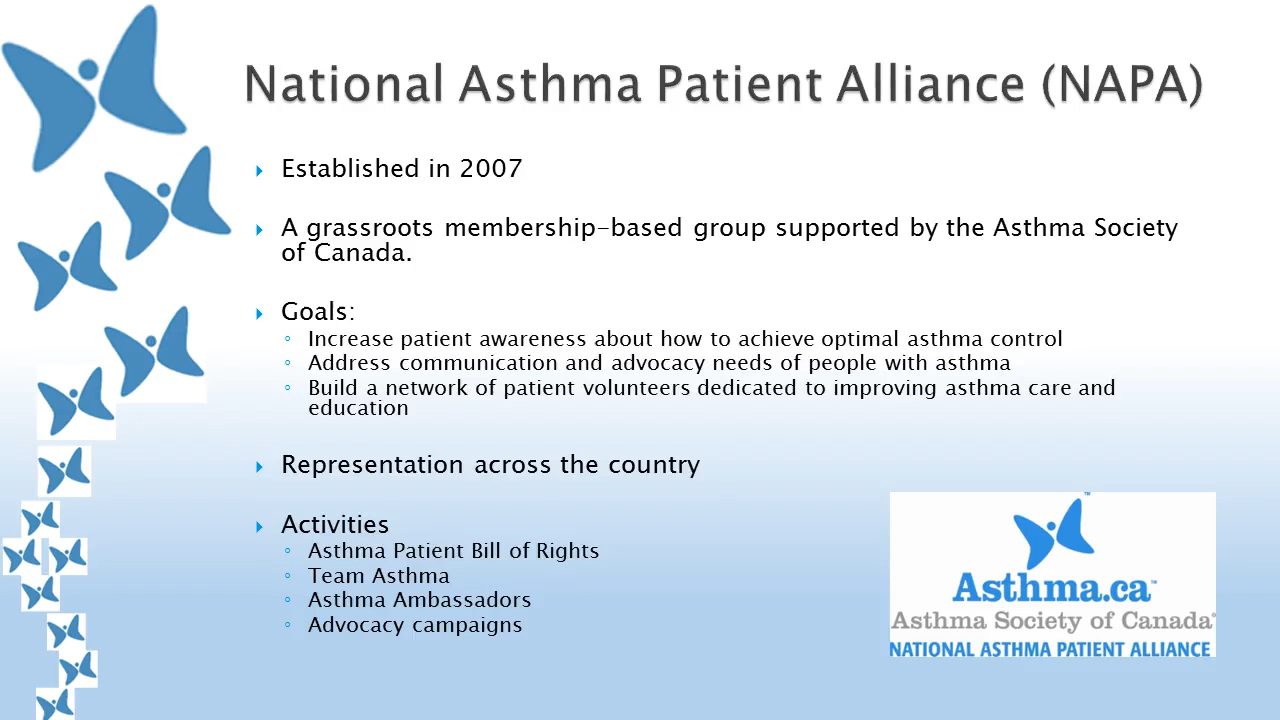 National Asthma Patient Alliance (NAPA)
Established in 2007
A grassroots membership-based group supported by the Asthma Society
of Canada.
Goals:
Increase patient awareness about how to achieve optimal asthma control
Address communication and advocacy needs of people with asthma
Build a network of patient volunteers dedicated to improving asthma care and
education
Representation across the country
Activities
Asthma Patient Bill of Rights
Team Asthma
Asthma Ambassadors
Advocacy campaigns
™
Asthma.ca™
Asthma Society of Canada®
NATIONAL ASTHMA PATIENT ALLIANCE